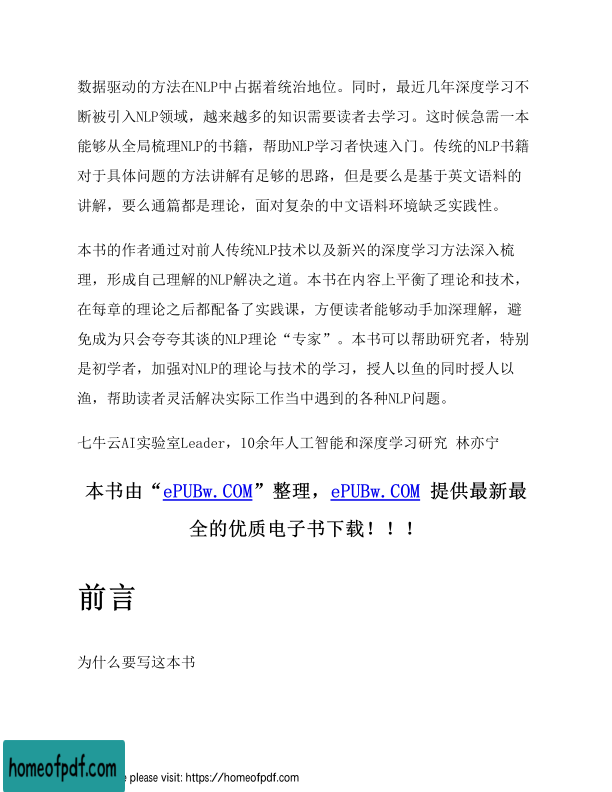 数据驱动的方法在NLP中占据着统治地位。同时，最近几年深度学习不
断被引入NLP领域，越来越多的知识需要读者去学习。这时候急需一本
能够从全局梳理NLP的书籍，帮助NLP学习者快速入门。传统的NLP书籍
对于具体问题的方法讲解有足够的思路，但是要么是基于英文语料的
讲解，要么通篇都是理论，面对复杂的中文语料环境缺乏实践性。
本书的作者通过对前人传统NLP技术以及新兴的深度学习方法深入梳
理，形成自己理解的NLP解决之道。本书在内容上平衡了理论和技术，
在每章的理论之后都配备了实践课，方便读者能够动手加深理解，避
免成为只会夸夸其谈的NLP理论“专家”。本书可以帮助研究者，特别
是初学者，加强对NLP的理论与技术的学习，授人以鱼的同时授人以
渔，帮助读者灵活解决实际工作当中遇到的各种NLP问题。
七牛云AI实验室Leader，10余年人工智能和深度学习研究 林亦宁
本书由“ePUBw.COM”整理，ePUBw.COM 提供最新最
全的优质电子书下载！！！
前言
为什么要写这本书
homeofpdf.com
e please visit: https://homeofpdf.com